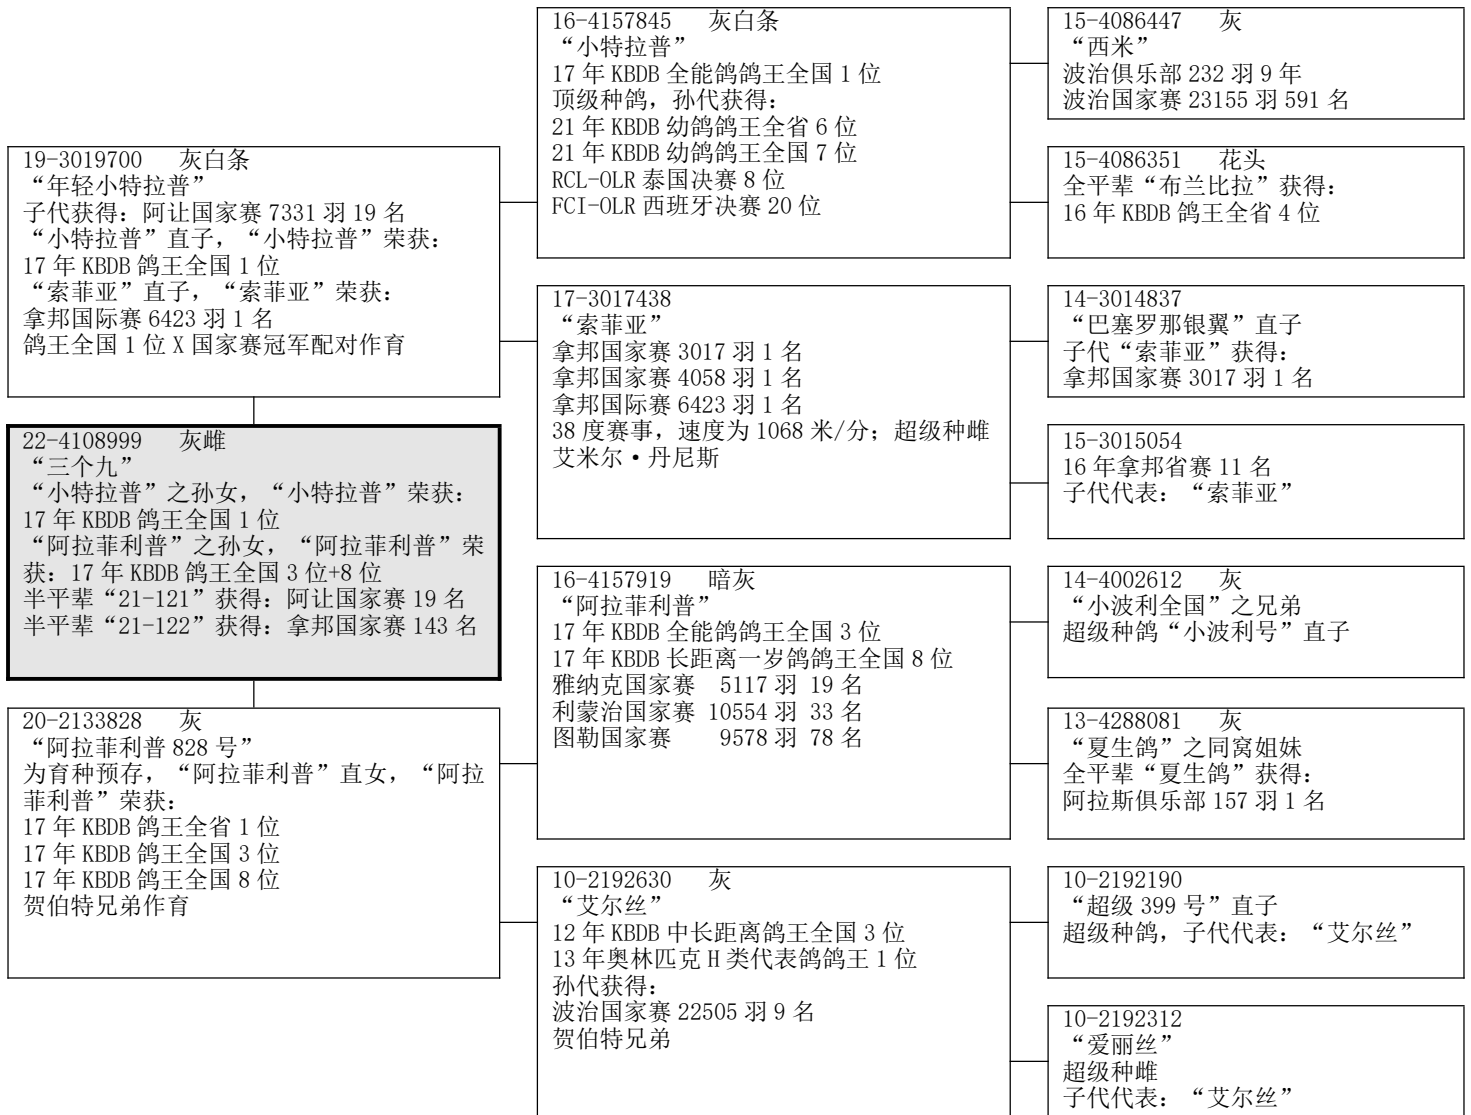 16-4157845 灰白条
“小特拉普”
17 年 KBDB 全能鸽鸽王全国 1 位
顶级种鸽，孙代获得：
21 年 KBDB 幼鸽鸽王全省 6 位
21 年 KBDB 幼鸽鸽王全国 7 位
RCL-OLR 泰国决赛 8 位
FCI-OLR 西班牙决赛 20 位
15-4086447 灰
“西米”
波治俱乐部 232 羽 9 年
波治国家赛 23155 羽 591 名
15-4086351 花头
全平辈“布兰比拉”获得：
16 年 KBDB 鸽王全省 4 位
19-3019700 灰白条
“年轻小特拉普”
子代获得：阿让国家赛 7331 羽 19 名
“小特拉普”直子，“小特拉普”荣获：
17 年 KBDB 鸽王全国 1 位
“索菲亚”直子，“索菲亚”荣获：
拿邦国际赛 6423 羽 1 名
鸽王全国 1 位 X 国家赛冠军配对作育
17-3017438
“索菲亚”
拿邦国家赛 3017 羽 1 名
拿邦国家赛 4058 羽 1 名
拿邦国际赛 6423 羽 1 名
38 度赛事，速度为 1068 米/分；超级种雌
艾米尔·丹尼斯
14-3014837
“巴塞罗那银翼”直子
子代“索菲亚”获得：
拿邦国家赛 3017 羽 1 名
15-3015054
16 年拿邦省赛 11 名
子代代表：“索菲亚”
22-4108999 灰雌
“三个九”
“小特拉普”之孙女，“小特拉普”荣获：
17 年 KBDB 鸽王全国 1 位
“阿拉菲利普”之孙女，“阿拉菲利普”荣
获：17 年 KBDB 鸽王全国 3 位+8 位
半平辈“21-121”获得：阿让国家赛 19 名
半平辈“21-122”获得：拿邦国家赛 143 名
16-4157919 暗灰
“阿拉菲利普”
17 年 KBDB 全能鸽鸽王全国 3 位
17 年 KBDB 长距离一岁鸽鸽王全国 8 位
雅纳克国家赛 5117 羽 19 名
利蒙治国家赛 10554 羽 33 名
图勒国家赛 9578 羽 78 名
14-4002612 灰
“小波利全国”之兄弟
超级种鸽“小波利号”直子
13-4288081 灰
“夏生鸽”之同窝姐妹
全平辈“夏生鸽”获得：
阿拉斯俱乐部 157 羽 1 名
20-2133828 灰
“阿拉菲利普 828 号”
为育种预存，“阿拉菲利普”直女，“阿拉
菲利普”荣获：
17 年 KBDB 鸽王全省 1 位
17 年 KBDB 鸽王全国 3 位
17 年 KBDB 鸽王全国 8 位
贺伯特兄弟作育
10-2192630 灰
“艾尔丝”
12 年 KBDB 中长距离鸽王全国 3 位
13 年奥林匹克 H 类代表鸽鸽王 1 位
孙代获得：
波治国家赛 22505 羽 9 名
贺伯特兄弟
10-2192190
“超级 399 号”直子
超级种鸽，子代代表：“艾尔丝”
10-2192312
“爱丽丝”
超级种雌
子代代表：“艾尔丝”